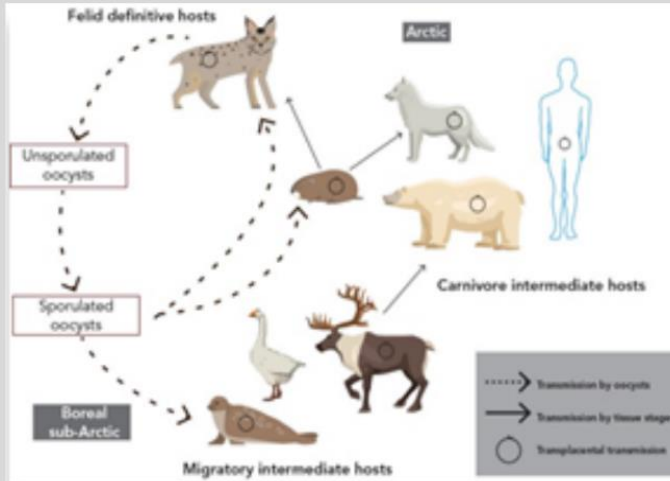 Felid definitive hosts
Arctic
Unsporulated
oocysts
Sporulated
oocysts
Carnivore intermediate hosts
Boreal
sub-Arctic
Migratory intermediate hosts
Transmission by oocysts
Transmission by tissue stage
Transplacental transmission